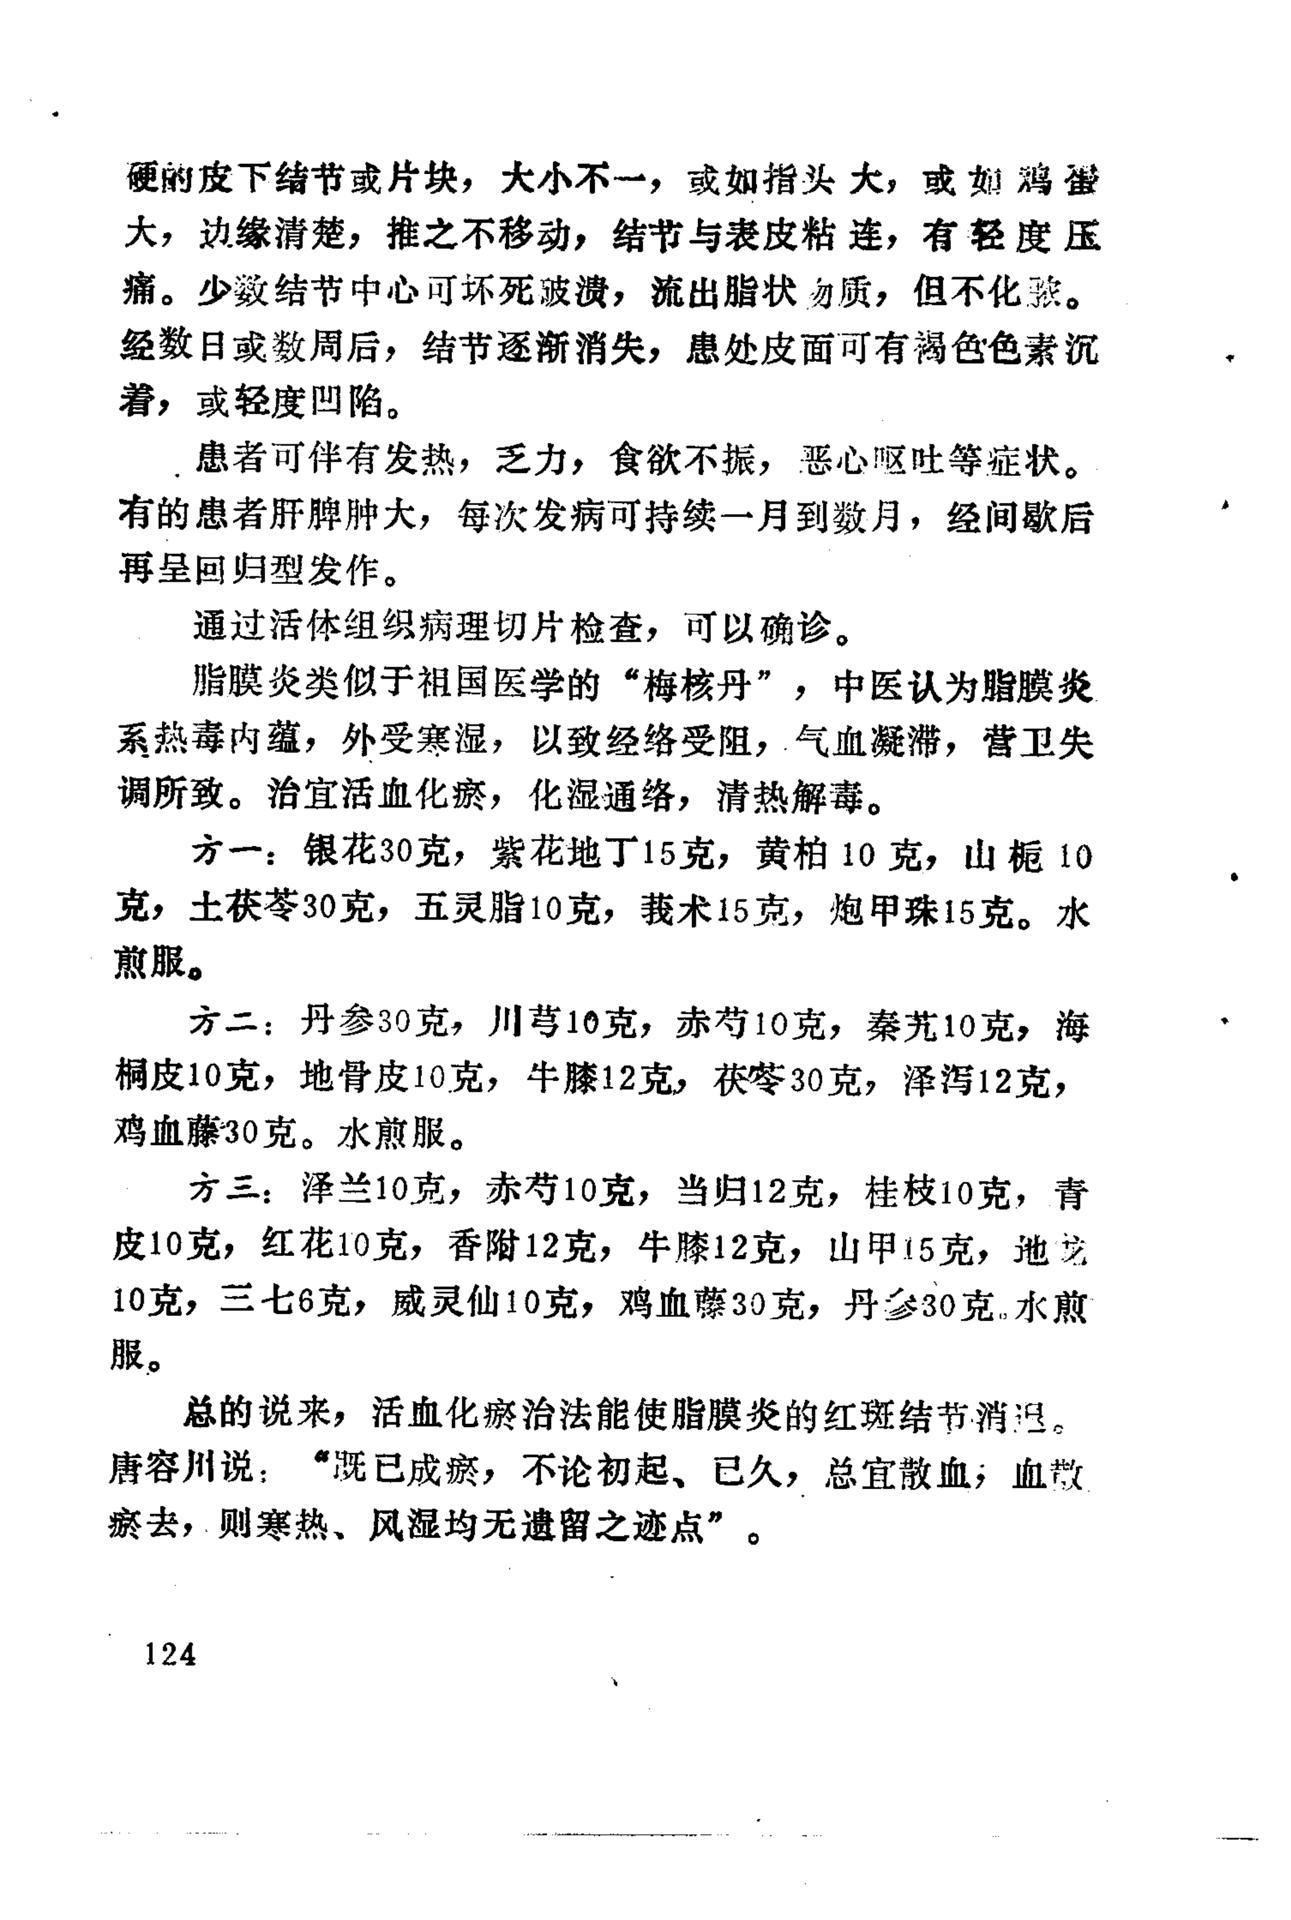 硬的皮下结节或片块，大小不一，或如指头大，或如鸡蛋
大，边缘清楚，推之不移动，结节与表皮粘连，有轻度压
痛。少数结节中心可坏死破溃，流出脂状物质，但不化脓。
经数日或数周后，结节逐渐消失，患处皮面可有褐色色素沉
着，或轻度凹陷。
患者可伴有发热，乏力，食欲不振，恶心呕吐等症状。
有的患者肝脾肿大，每次发病可持续一月到数月，经间歇后
再呈回归型发作。
通过活体组织病理切片检查，可以确诊。
脂膜炎类似于祖国医学的“梅核丹”，中医认为脂膜炎
系热毒内蕴，外受寒湿，以致经络受阻，气血凝滞，营卫失
调所致。治宜活血化瘀，化湿通络，清热解毒。
方一：银花30克，紫花地丁15克，黄柏10克，山栀10
克，土茯苓30克，五灵脂10克，莪术15克，炮甲珠15克。水
煎服。
方二：丹参30克，川芎10克，赤芍10克，秦艽10克，海
桐皮10克，地骨皮10克，牛膝12克，茯苓30克，泽泻12克，
鸡血藤30克。水煎服。
方三：泽兰10克，赤芍10克，当归12克，桂枝10克，青
皮10克，红花10克，香附12克，牛膝12克，山甲15克，地龙
10克，三七6克，威灵仙10克，鸡血藤30克，丹参30克。水煎
服。
总的说来，活血化瘀治法能使脂膜炎的红斑结节消退。
唐容川说：“既已成瘀，不论初起、已久，总宜散血；血散
瘀去，则寒热、风湿均无遗留之迹点”。
124